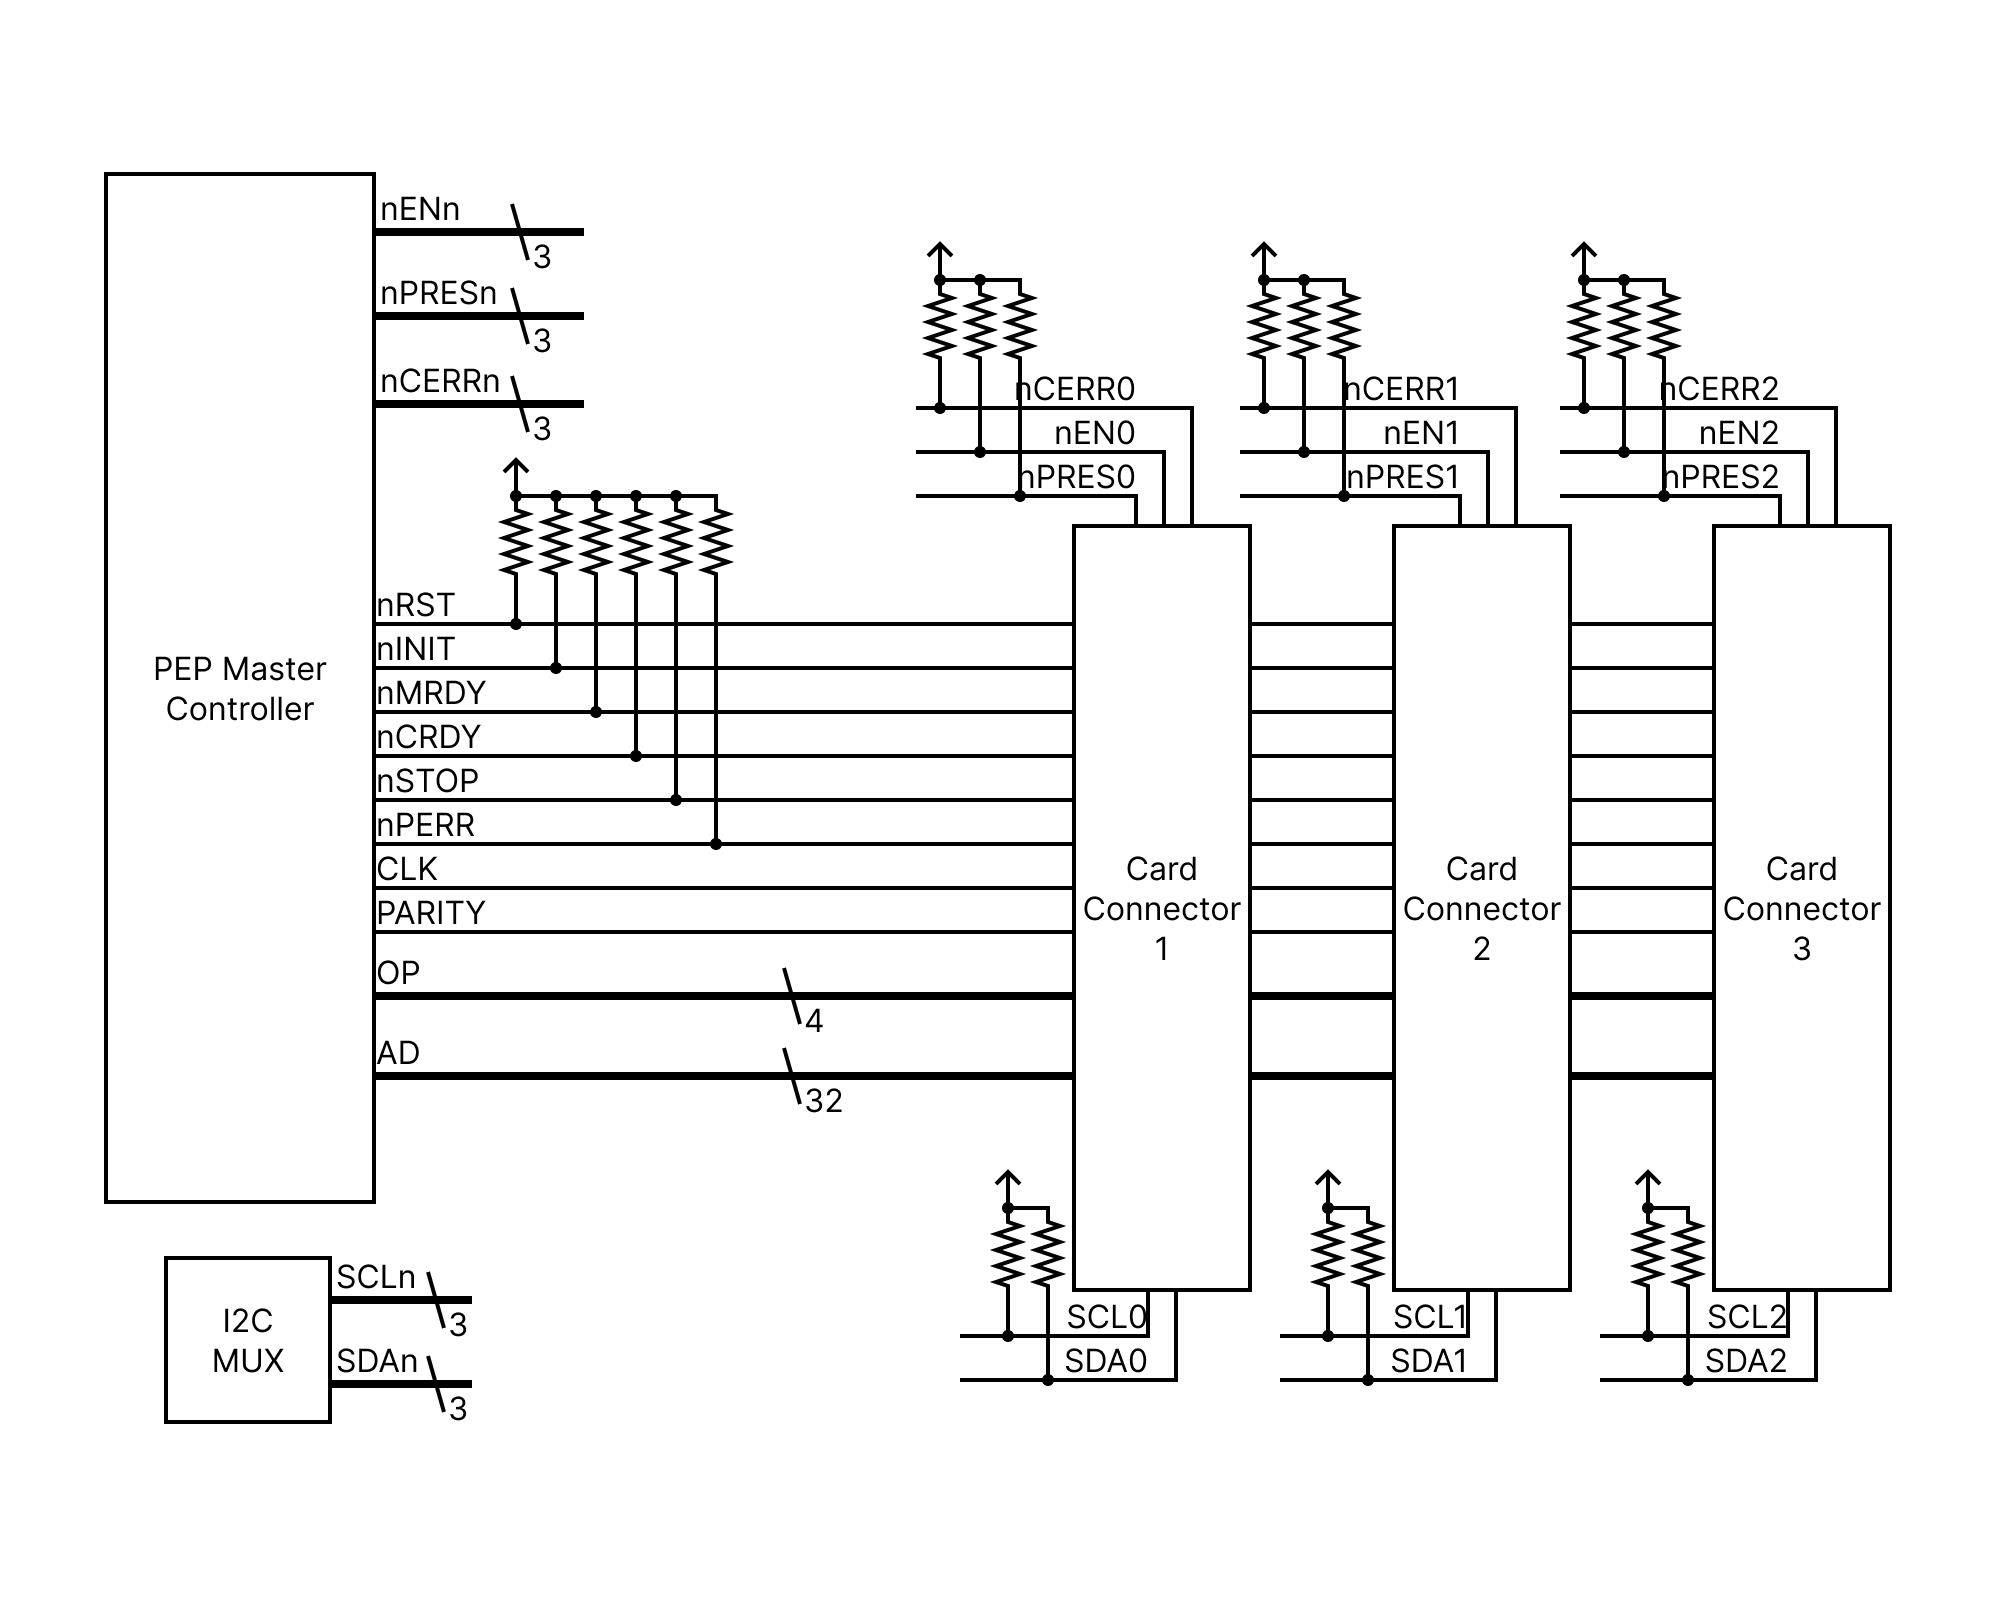 nENn
3
nPRESn
3
nCERRn
3
nCERR0
nEN0
nPRES0
nCERR1
nEN1
nPRES1
nCERR2
nEN2
nPRES2
PEP Master
Controller
nRST
nINIT
nMRDY
nCRDY
nSTOP
nPERR
CLK
PARITY
OP
4
AD
32
Card
Connector
1
Card
Connector
2
Card
Connector
3
I2C
MUX
SCLn
3
SDAn
3
SCL0
SDA0
SCL1
SDA1
SCL2
SDA2